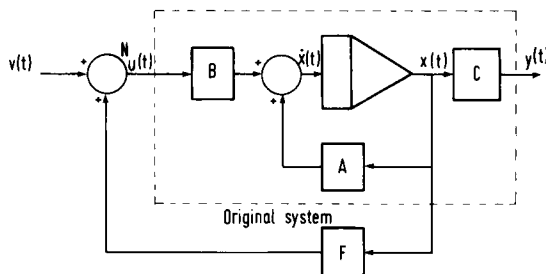 v(t) + + N u(t) B + + ẋ(t) x(t) C y(t)
A
Original system
F